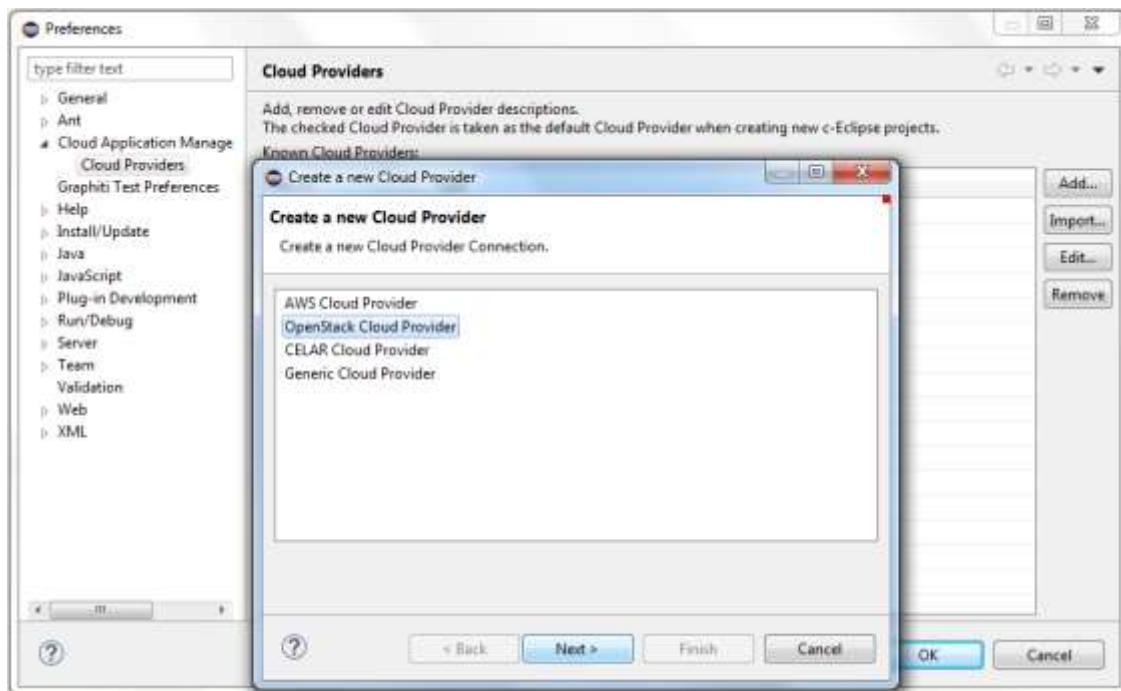 Preferences
type filter text
General
Ant
Cloud Application Manage
Cloud Providers
Graphiti Test Preferences
Help
Install/Update
Java
JavaScript
Plug-in Development
Run/Debug
Server
Team
Validation
Web
XML
Cloud Providers
Add, remove or edit Cloud Provider descriptions.
The checked Cloud Provider is taken as the default Cloud Provider when creating new c-Eclipse projects.
Known Cloud Providers:
Add...
Import...
Edit...
Remove
Create a new Cloud Provider
Create a new Cloud Provider
Create a new Cloud Provider Connection.
AWS Cloud Provider
OpenStack Cloud Provider
CELAR Cloud Provider
Generic Cloud Provider
< Back
Next >
Finish
Cancel
OK
Cancel